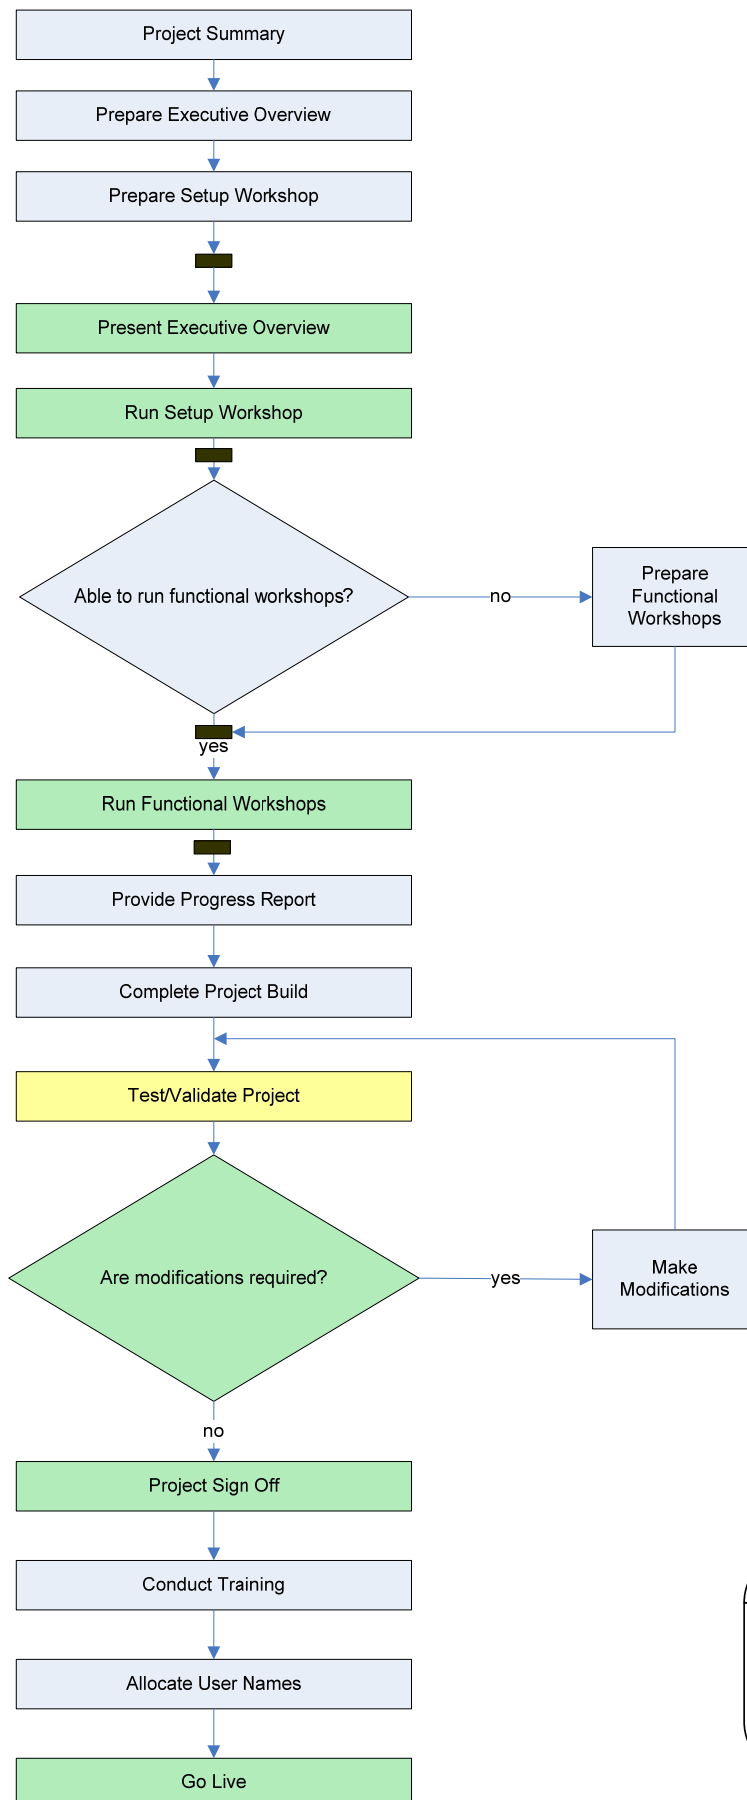 Project Summary
Prepare Executive Overview
Prepare Setup Workshop
Present Executive Overview
Run Setup Workshop
Able to run functional workshops?
no
Prepare
Functional
Workshops
yes
Run Functional Workshops
Provide Progress Report
Complete Project Build
Test/Validate Project
Are modifications required?
yes
Make
Modifications
no
Project Sign Off
Conduct Training
Allocate User Names
Go Live